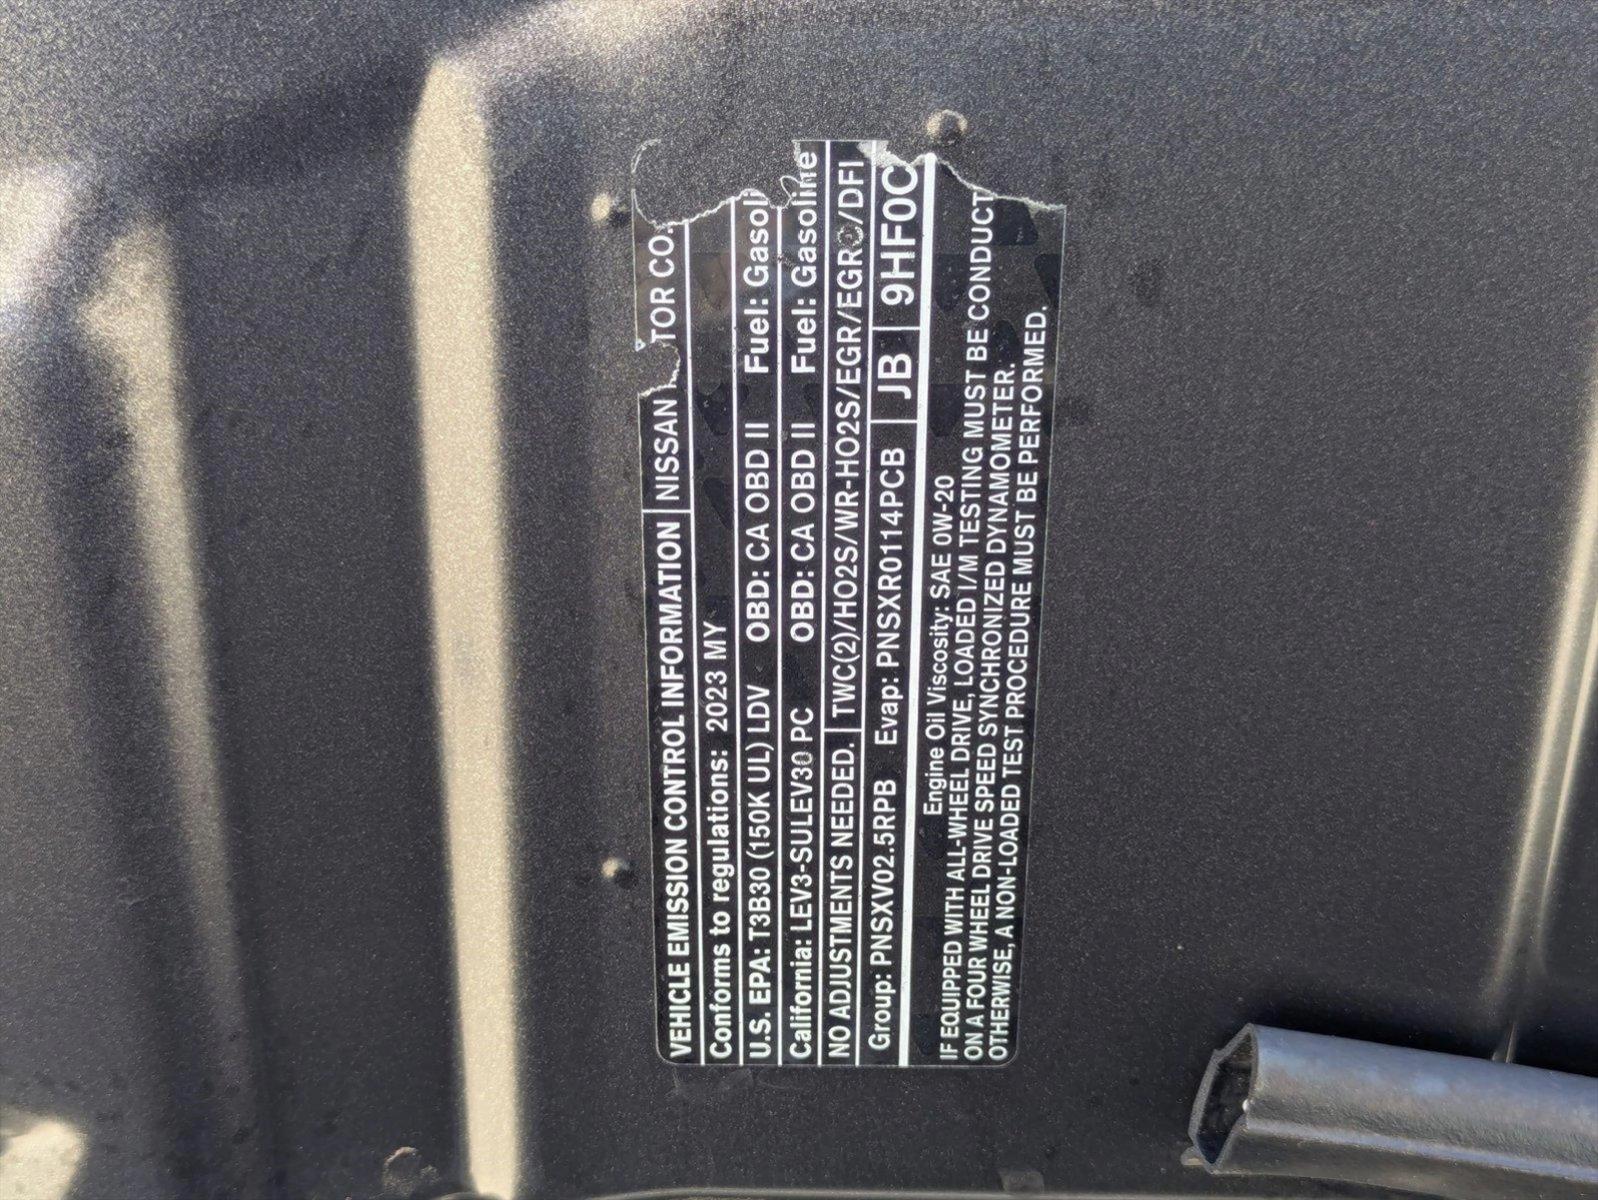 VEHICLE EMISSION CONTROL INFORMATION NISSAN TOR CO.
Conforms to regulations: 2023 MY
U.S. EPA: T3B30 (150K UL) LDV OBD: CA OBD II Fuel: Gasoli
California: LEV3-SULEV30 PC OBD: CA OBD II Fuel: Gasoline
NO ADJUSTMENTS NEEDED. TWC(2)/HO2S/WR-HO2S/EGR/EGRC/DFI
Group: PNSXV02.5RPB Evap: PNSXR0114PCB JB 9HF0C
Engine Oil Viscosity: SAE 0W-20
IF EQUIPPED WITH ALL-WHEEL DRIVE, LOADED I/M TESTING MUST BE CONDUCT
ON A FOUR WHEEL DRIVE SPEED SYNCHRONIZED DYNAMOMETER.
OTHERWISE, A NON-LOADED TEST PROCEDURE MUST BE PERFORMED.